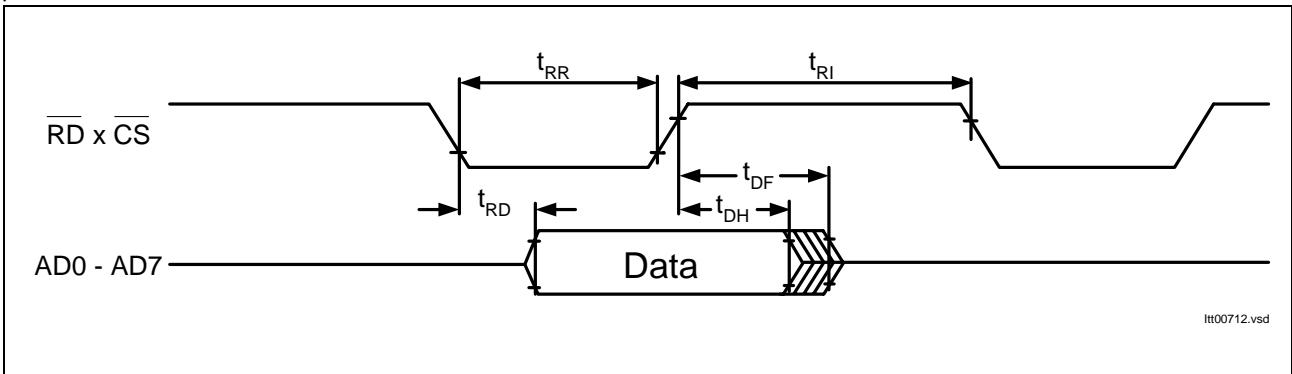 tRR
tRI
RD x CS
tDF
tRD
tDH
AD0 - AD7
Data
Itt00712.vsd